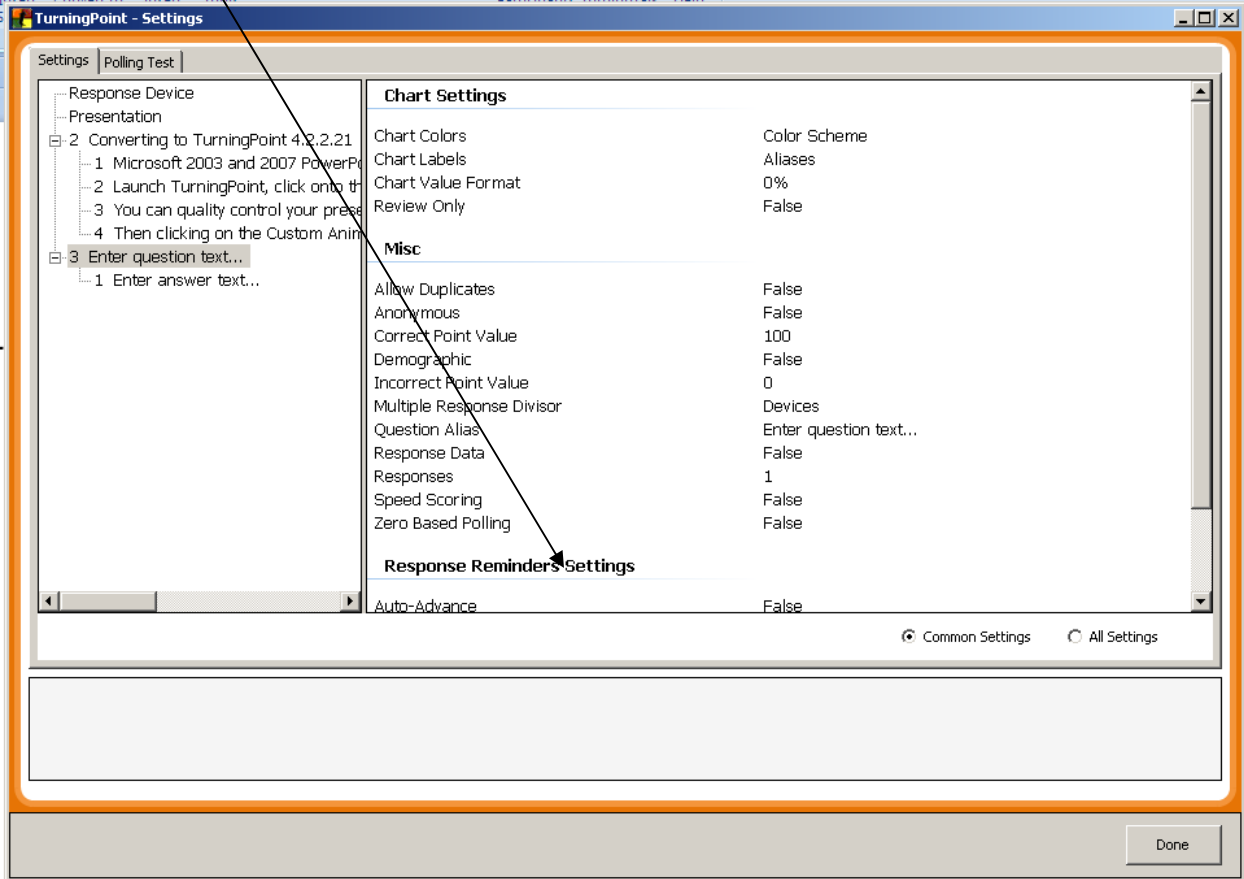 TurningPoint - Settings
Settings
Polling Test
Response Device
Presentation
2 Converting to TurningPoint 4.2.2.21
1 Microsoft 2003 and 2007 PowerPo
2 Launch TurningPoint, click onto th
3 You can quality control your prese
4 Then clicking on the Custom Anim
3 Enter question text...
1 Enter answer text...
Chart Settings
Chart Colors Color Scheme
Chart Labels Aliases
Chart Value Format 0%
Review Only False
Misc
Allow Duplicates False
Anonymous False
Correct Point Value 100
Demographic False
Incorrect Point Value 0
Multiple Response Divisor Devices
Question Alias Enter question text...
Response Data False
Responses 1
Speed Scoring False
Zero Based Polling False
Response Reminders Settings
Auto-Advance False
Common Settings All Settings
Done